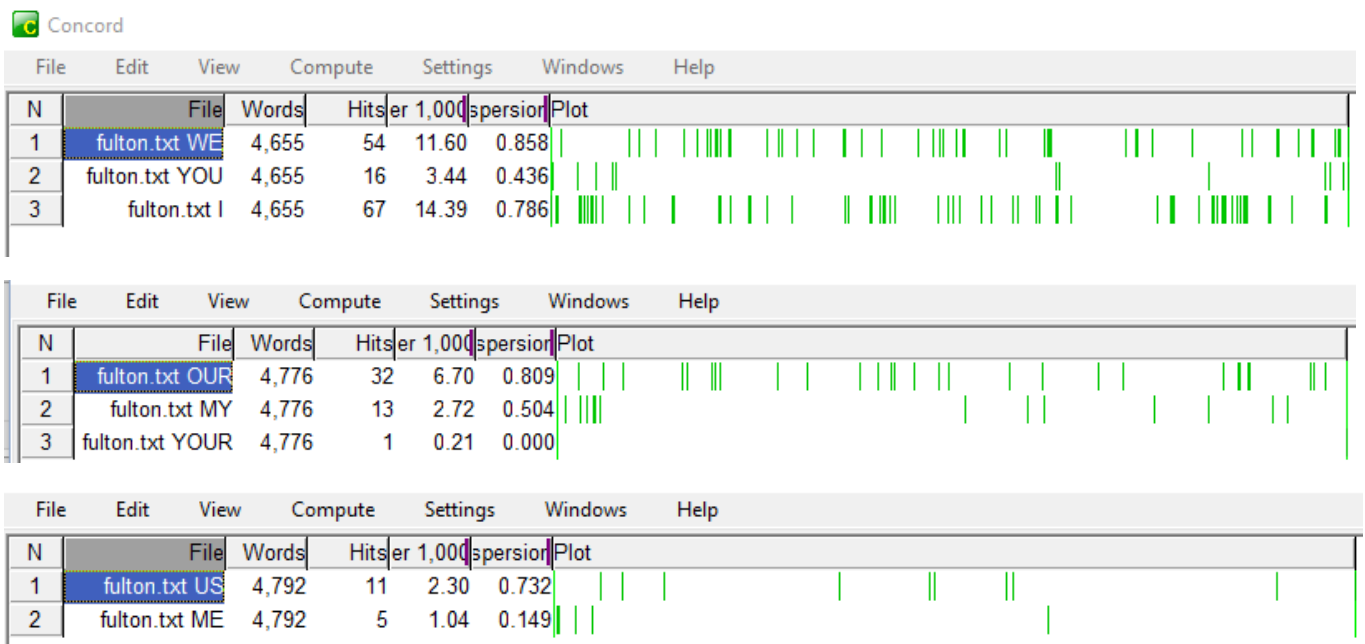 C Concord
File Edit View Compute Settings Windows Help
N File Words Hits er 1,000 spersion Plot
1 fulton.txt WE 4,655 54 11.60 0.858
2 fulton.txt YOU 4,655 16 3.44 0.436
3 fulton.txt I 4,655 67 14.39 0.786
File Edit View Compute Settings Windows Help
N File Words Hits er 1,000 spersion Plot
1 fulton.txt OUR 4,776 32 6.70 0.809
2 fulton.txt MY 4,776 13 2.72 0.504
3 fulton.txt YOUR 4,776 1 0.21 0.000
File Edit View Compute Settings Windows Help
N File Words Hits er 1,000 spersion Plot
1 fulton.txt US 4,792 11 2.30 0.732
2 fulton.txt ME 4,792 5 1.04 0.149